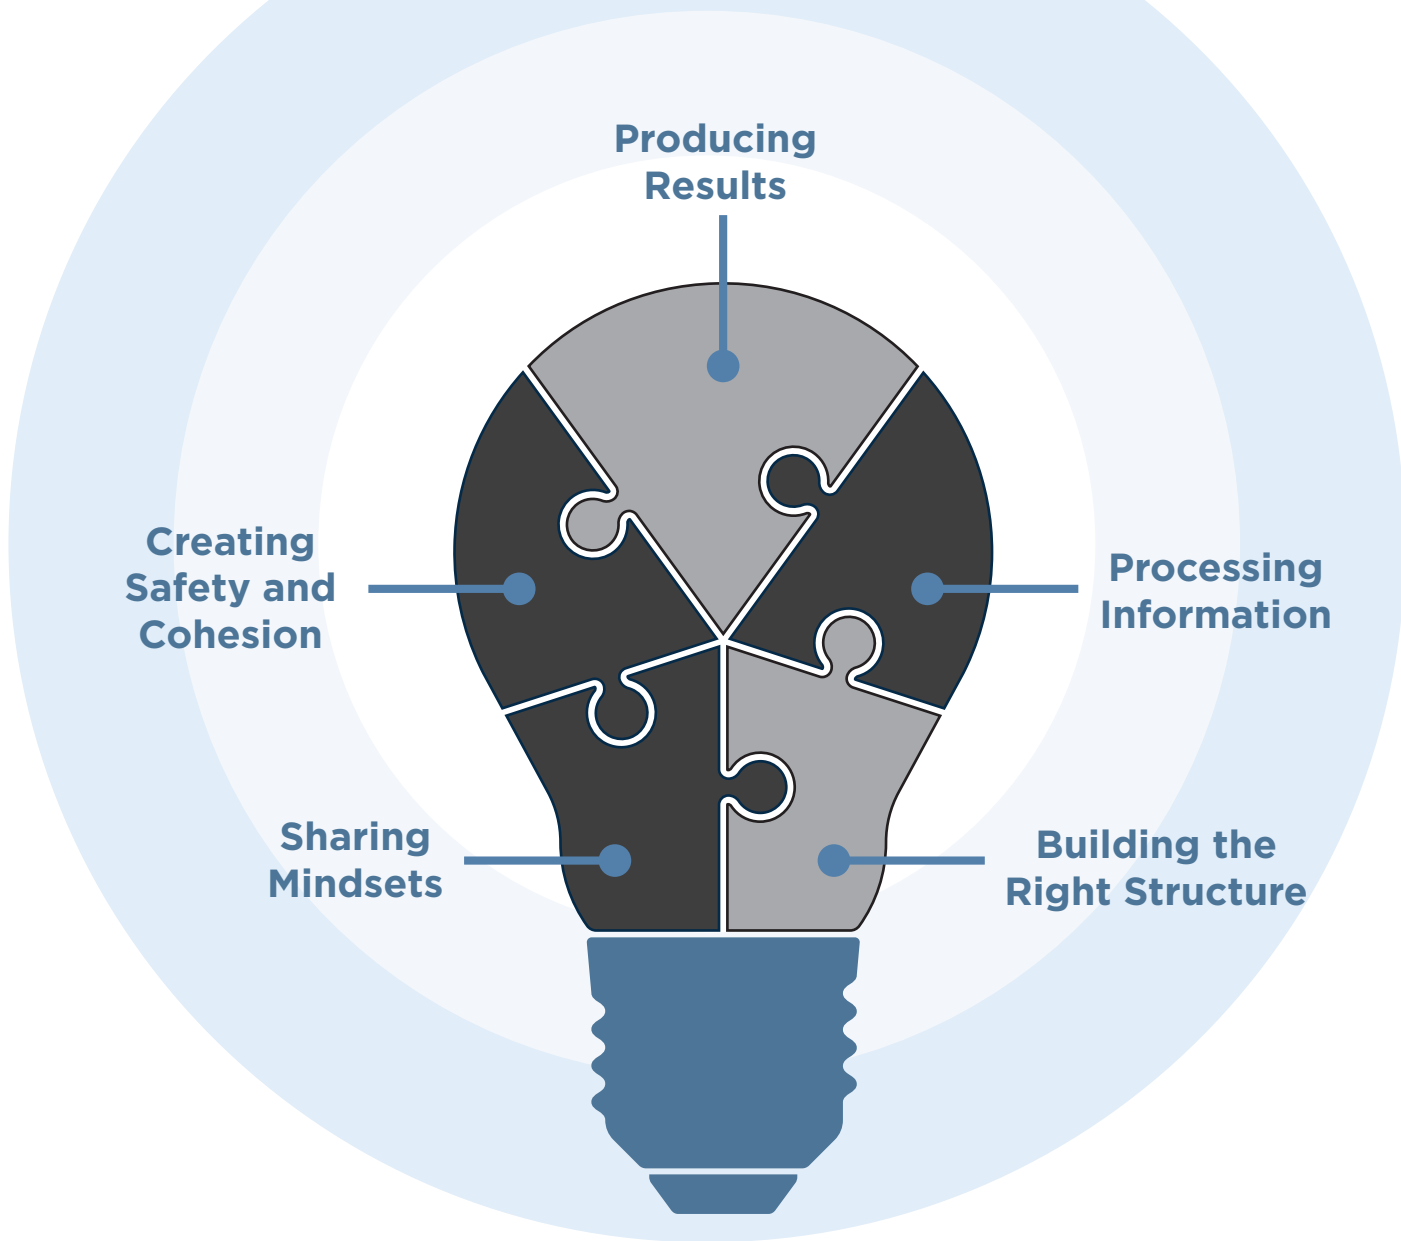 Producing
Results
Creating
Safety and
Cohesion
Processing
Information
Sharing
Mindsets
Building the
Right Structure